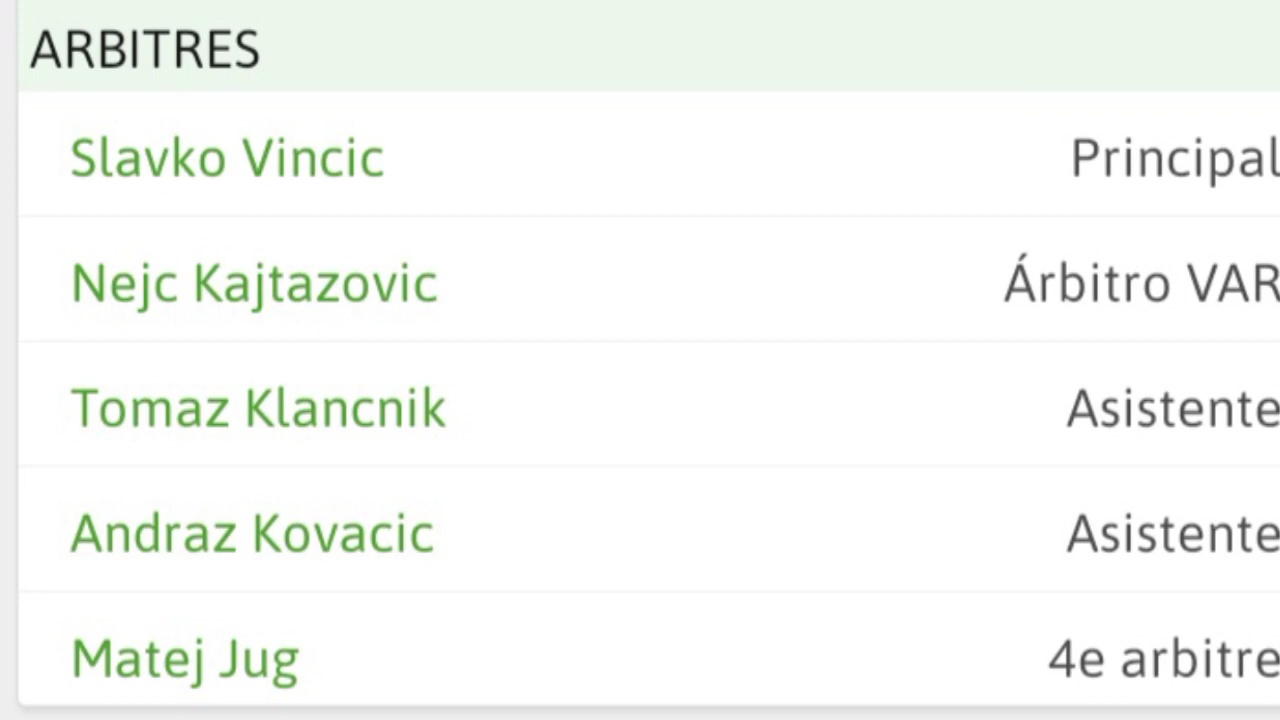 ARBITRES
Slavko Vincic Principal
Nejc Kajtazovic Árbitro VAR
Tomaz Klancnik Asistente
Andraz Kovacic Asistente
Matej Jug 4e arbitre